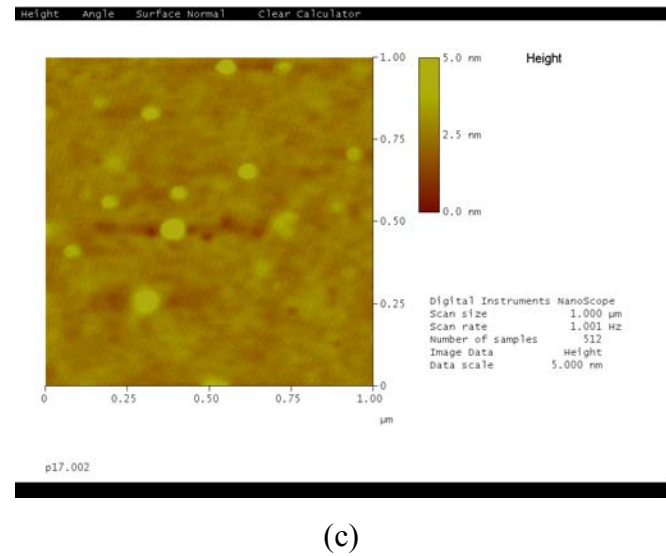 Height Angle Surface Normal Clear Calculator
1.00
0.75
0.50
0.25
0
0 0.25 0.50 0.75 1.00
µm
5.0 nm
2.5 nm
0.0 nm
Height
Digital Instruments NanoScope
Scan size 1.000 µm
Scan rate 1.001 Hz
Number of samples 512
Image Data Height
Data scale 5.000 nm
p17.002
(c)